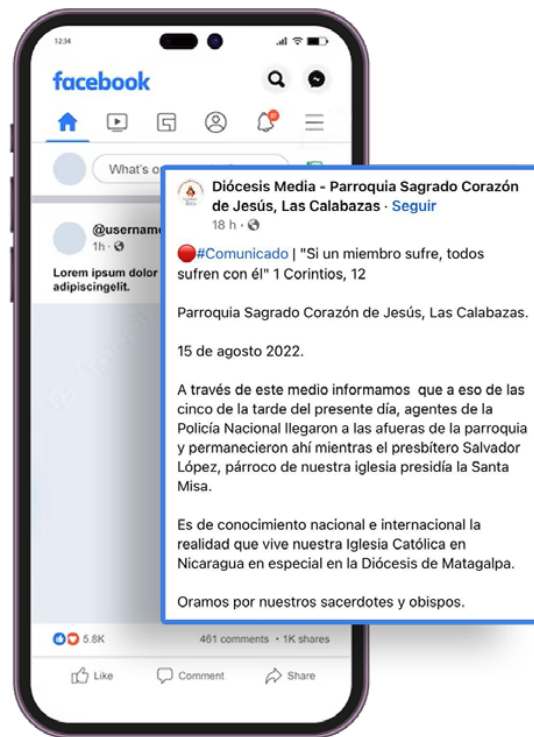 12:34
facebook
What's o
@username
1h ·
Lorem ipsum dolor
adipiscingelit.
Diócesis Media - Parroquia Sagrado Corazón
de Jesús, Las Calabazas · Seguir
18 h ·
#Comunicado | "Si un miembro sufre, todos
sufren con él" 1 Corintios, 12
Parroquia Sagrado Corazón de Jesús, Las Calabazas.
15 de agosto 2022.
A través de este medio informamos que a eso de las
cinco de la tarde del presente día, agentes de la
Policía Nacional llegaron a las afueras de la parroquia
y permanecieron ahí mientras el presbítero Salvador
López, párroco de nuestra iglesia presidía la Santa
Misa.
Es de conocimiento nacional e internacional la
realidad que vive nuestra Iglesia Católica en
Nicaragua en especial en la Diócesis de Matagalpa.
Oramos por nuestros sacerdotes y obispos.
5.8K 461 comments • 1K shares
Like Comment Share